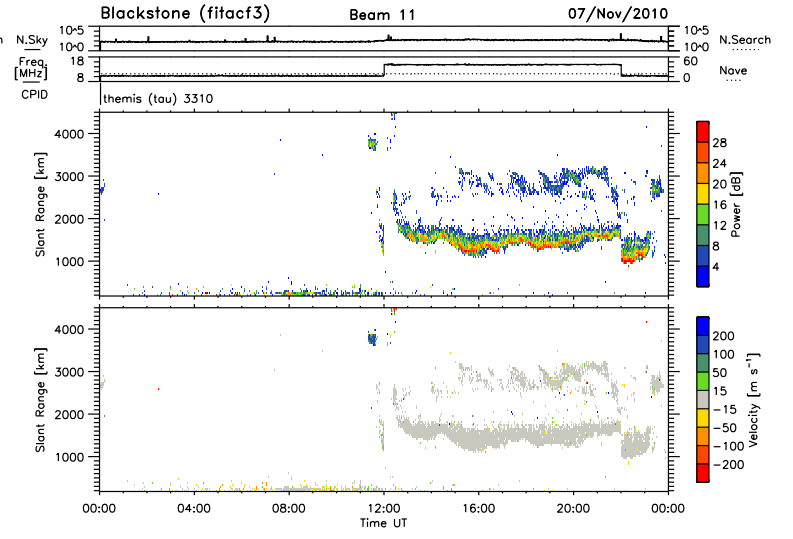 Blackstone (fitacf3) Beam 11 07/Nov/2010
N.Sky 10^5 10^5 N.Search
10^0 10^0
Freq. 18 60
[MHz] 8 0 Nave
CPID themis (tau) 3310
Slant Range [km]
4000
3000
2000
1000
28
24
20
16
12
8
4
Power [dB]
Slant Range [km]
4000
3000
2000
1000
200
100
50
15
-15
-50
-100
-200
Velocity [m s⁻¹]
00:00 04:00 08:00 12:00 16:00 20:00 00:00
Time UT